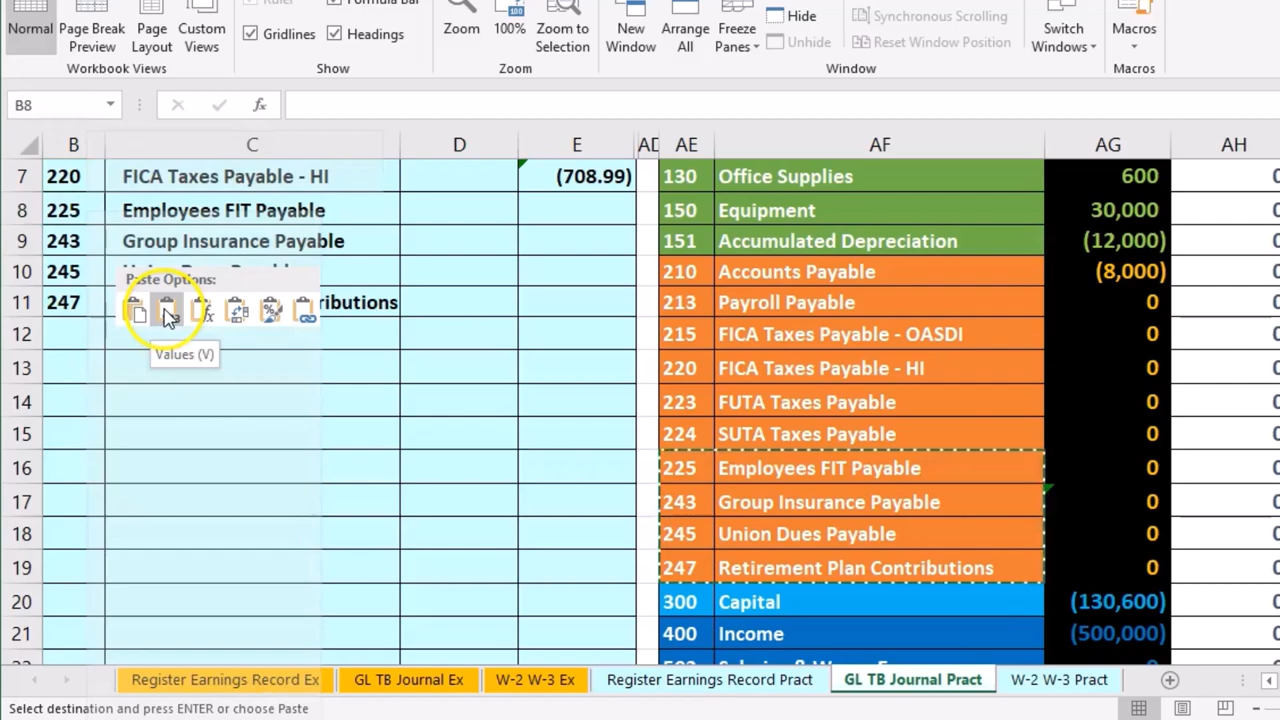 Ruler
Formula Bar
Normal
Page Break
Preview
Page
Layout
Custom
Views
Gridlines
Headings
Workbook Views
Show
Zoom
100%
Zoom to
Selection
Zoom
New
Window
Arrange
All
Freeze
Panes
Hide
Unhide
Synchronous Scrolling
Reset Window Position
Window
Switch
Windows
Macros
Macros
B8
fx
B C D E AD AE AF AG AH
7 220 FICA Taxes Payable - HI (708.99) 130 Office Supplies 600
8 225 Employees FIT Payable 150 Equipment 30,000
9 243 Group Insurance Payable 151 Accumulated Depreciation (12,000)
10 245 Union Dues Payable 210 Accounts Payable (8,000)
Paste Options:
11 247 ributions 213 Payroll Payable 0
12 215 FICA Taxes Payable - OASDI 0
Values (V)
13 220 FICA Taxes Payable - HI 0
14 223 FUTA Taxes Payable 0
15 224 SUTA Taxes Payable 0
16 225 Employees FIT Payable 0
17 243 Group Insurance Payable 0
18 245 Union Dues Payable 0
19 247 Retirement Plan Contributions 0
20 300 Capital (130,600)
21 400 Income (500,000)
Register Earnings Record Ex GL TB Journal Ex W-2 W-3 Ex Register Earnings Record Pract GL TB Journal Pract W-2 W-3 Pract
Select destination and press ENTER or choose Paste